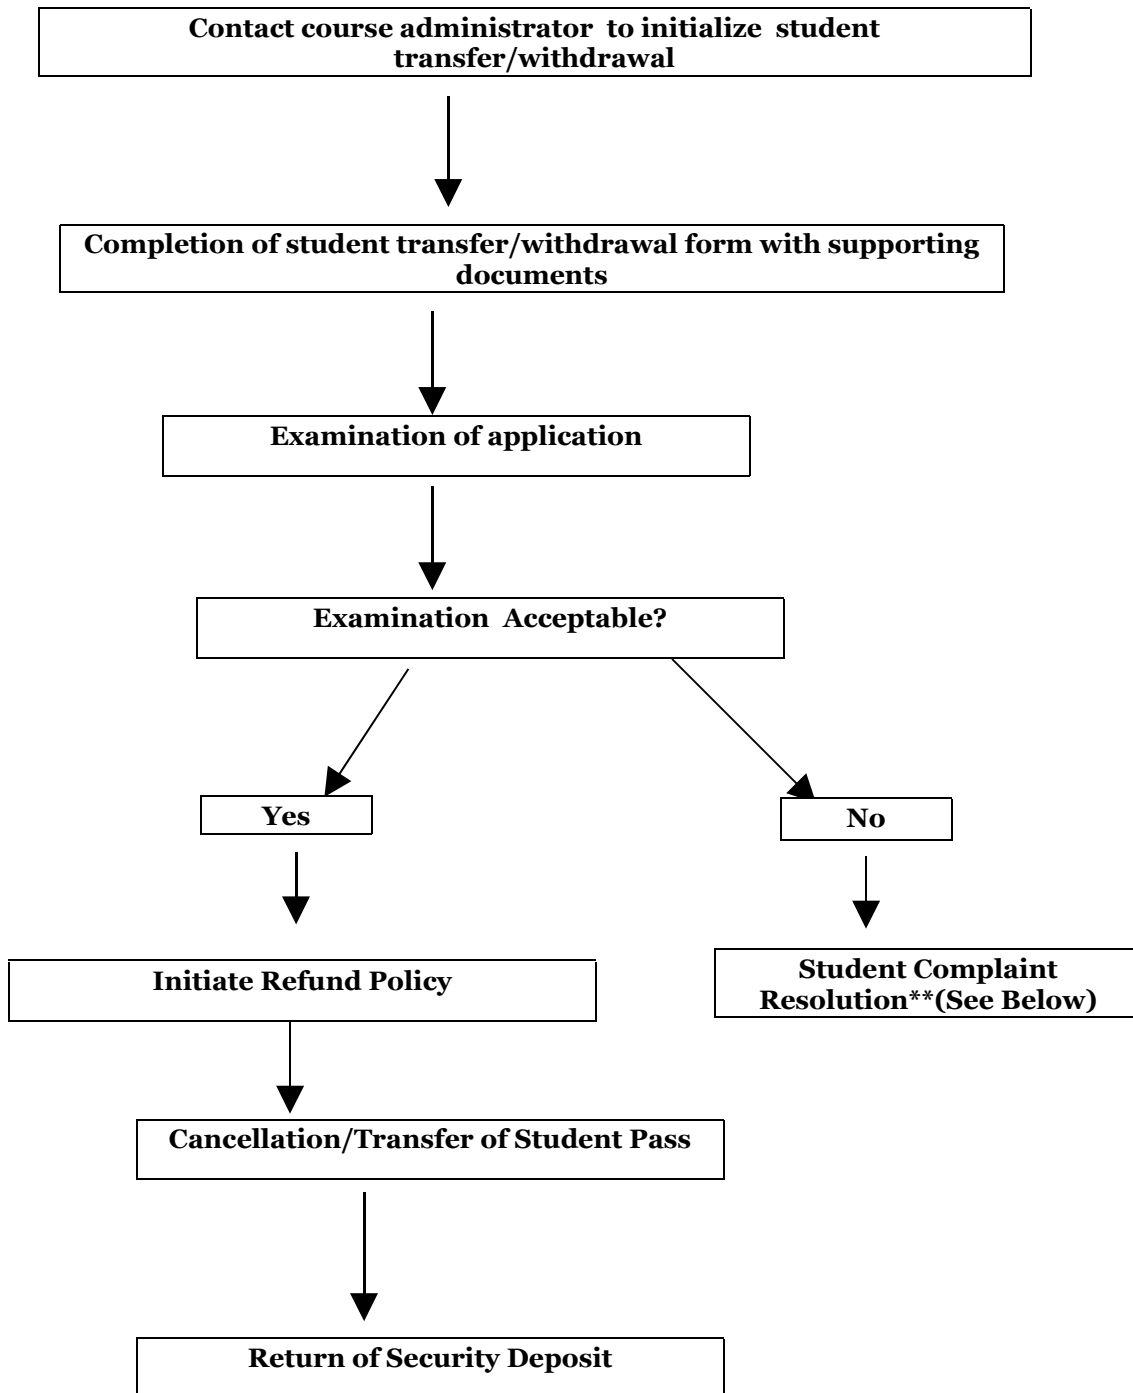 Contact course administrator to initialize student
transfer/withdrawal
Completion of student transfer/withdrawal form with supporting
documents
Examination of application
Examination Acceptable?
Yes
No
Initiate Refund Policy
Student Complaint
Resolution**(See Below)
Cancellation/Transfer of Student Pass
Return of Security Deposit